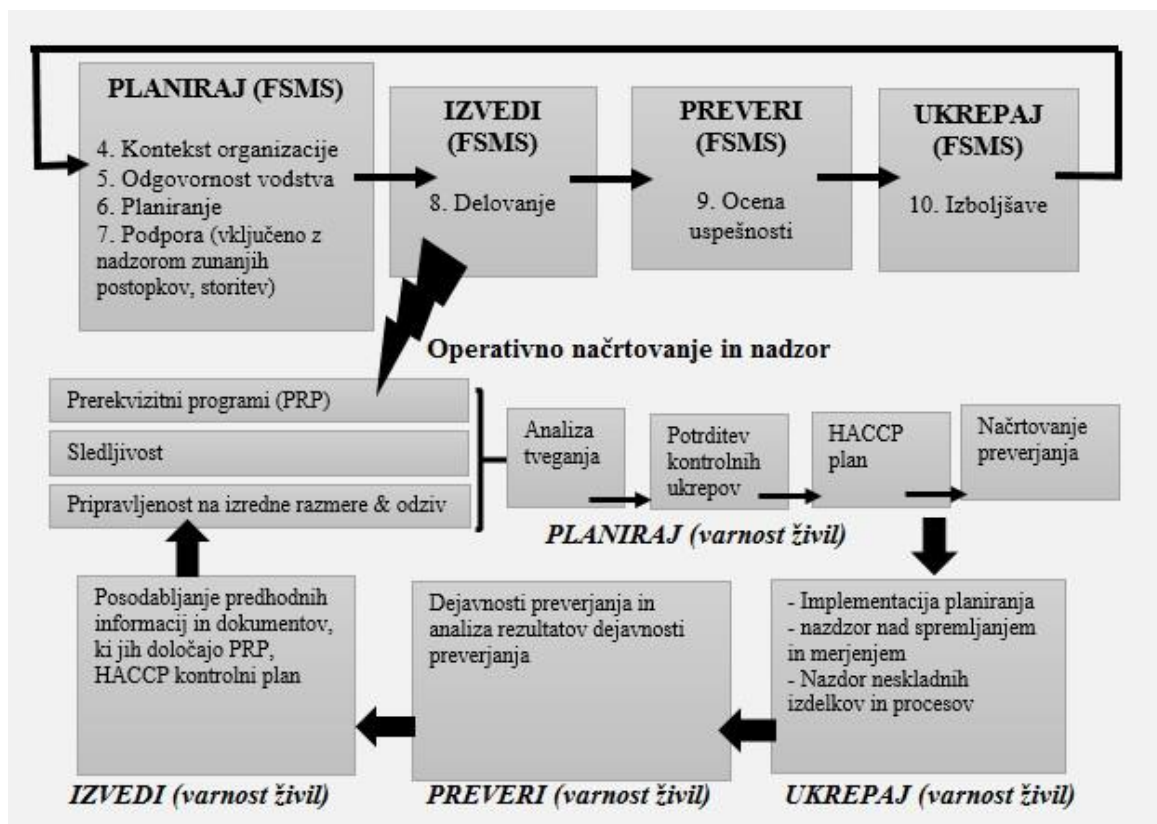 PLANIRAJ (FSMS)
4. Kontekst organizacije
5. Odgovornost vodstva
6. Planiranje
7. Podpora (vključeno z
nadzorom zunanjih
postopkov, storitev)
IZVEDI
(FSMS)
8. Delovanje
PREVERI
(FSMS)
9. Ocena
uspešnosti
UKREPAJ
(FSMS)
10. Izboljšave
Operativno načrtovanje in nadzor
Prerekvizitni programi (PRP)
Sledljivost
Pripravljenost na izredne razmere & odziv
Analiza
tveganja
Potrditev
kontrolnih
ukrepov
HACCP
plan
Načrtovanje
preverjanja
PLANIRAJ (varnost živil)
Posodabljanje predhodnih
informacij in dokumentov,
ki jih določajo PRP,
HACCP kontrolni plan
Dejavnosti preverjanja in
analiza rezultatov dejavnosti
preverjanja
- Implementacija planiranja
- nazdzor nad spremljanjem
in merjenjem
- Nazdor neskladnih
izdelkov in procesov
IZVEDI (varnost živil)
PREVERI (varnost živil)
UKREPAJ (varnost živil)